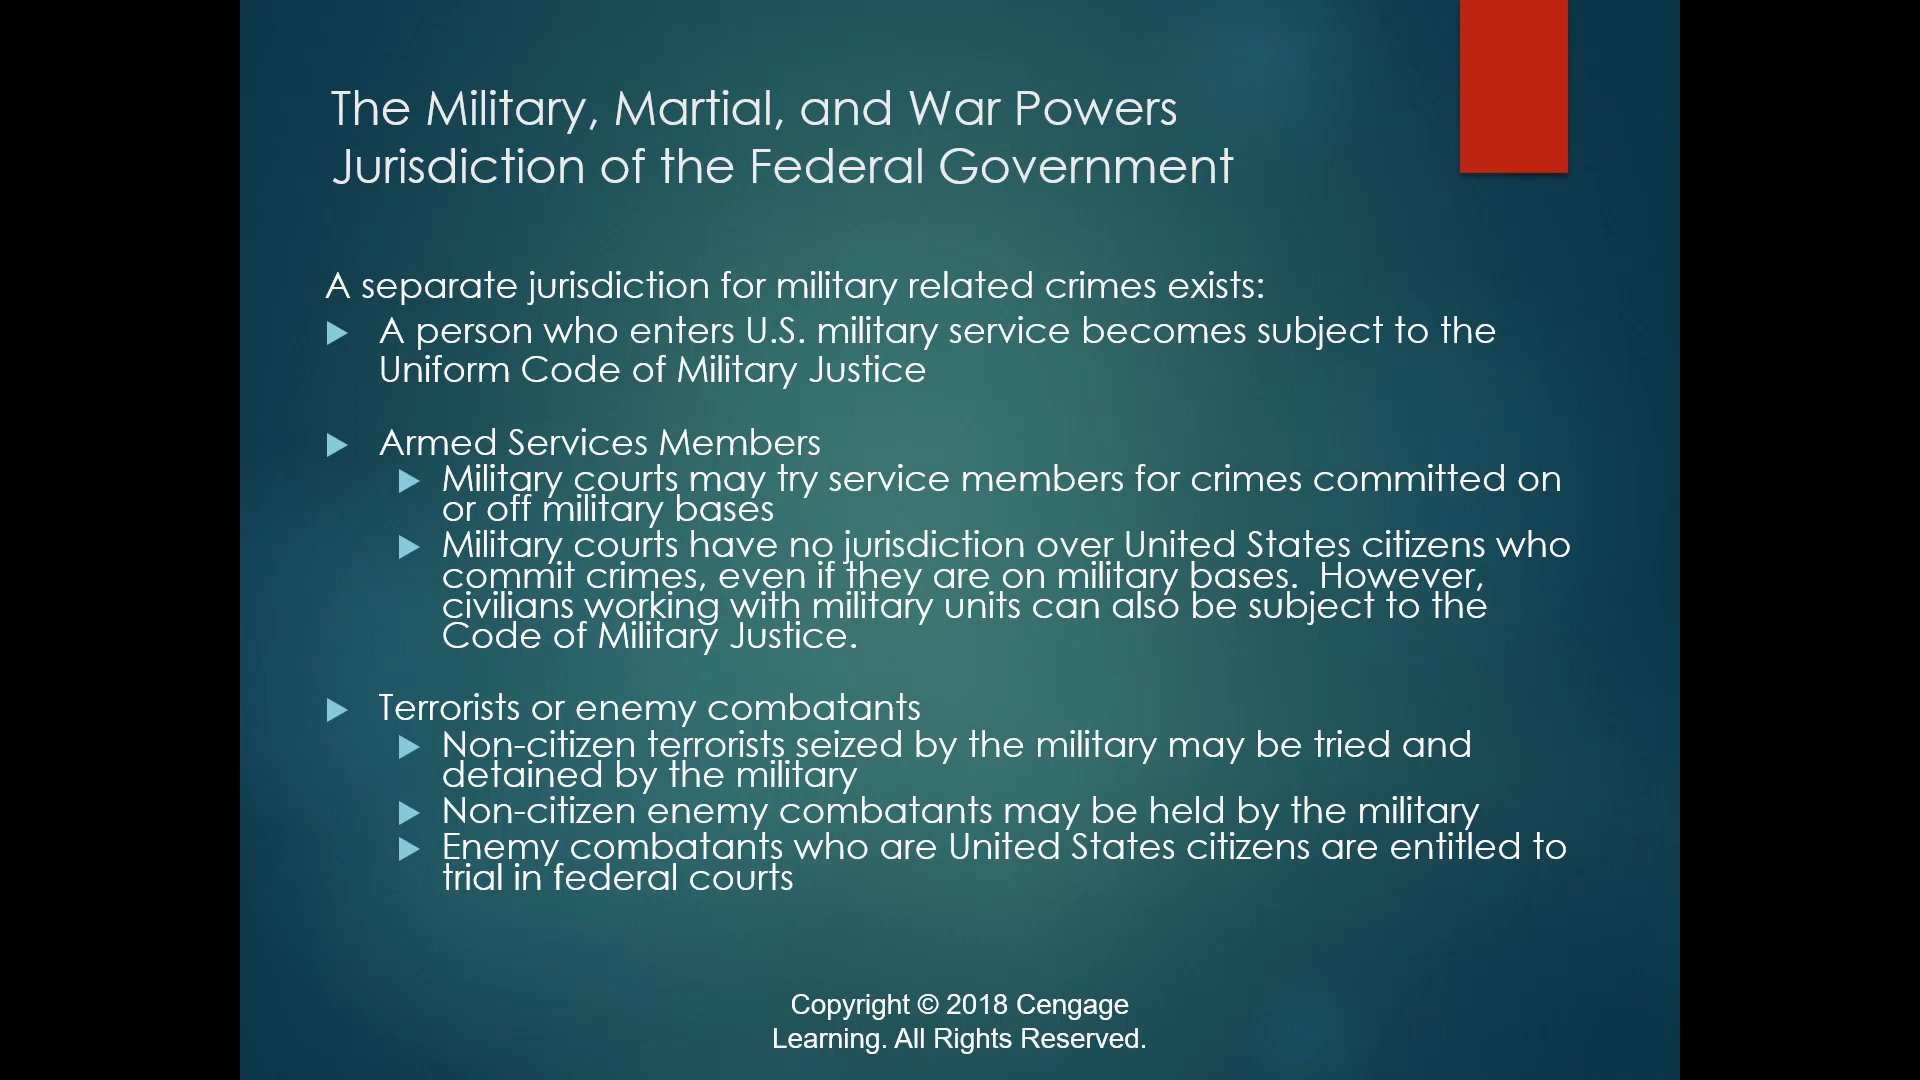 The Military, Martial, and War Powers
Jurisdiction of the Federal Government
A separate jurisdiction for military related crimes exists:
A person who enters U.S. military service becomes subject to the
Uniform Code of Military Justice
Armed Services Members
Military courts may try service members for crimes committed on
or off military bases
Military courts have no jurisdiction over United States citizens who
commit crimes, even if they are on military bases.  However,
civilians working with military units can also be subject to the
Code of Military Justice.
Terrorists or enemy combatants
Non-citizen terrorists seized by the military may be tried and
detained by the military
Non-citizen enemy combatants may be held by the military
Enemy combatants who are United States citizens are entitled to
trial in federal courts
Copyright © 2018 Cengage
Learning. All Rights Reserved.